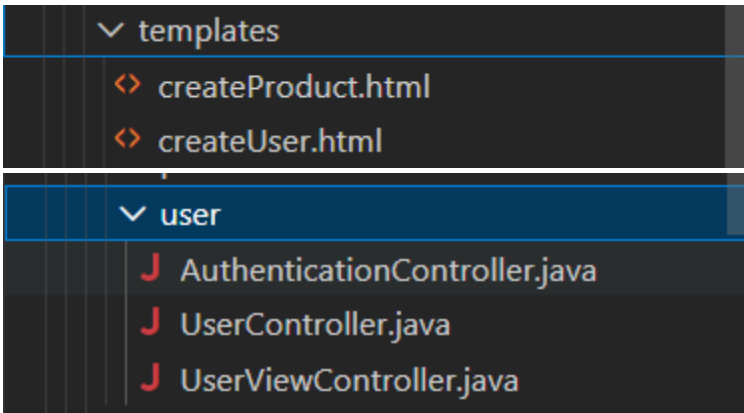 templates
createProduct.html
createUser.html
user
AuthenticationController.java
UserController.java
UserViewController.java